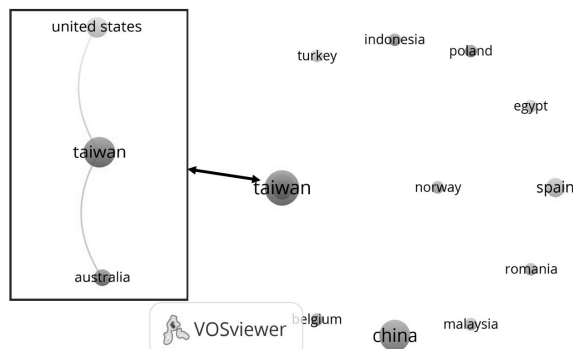 united states
taiwan
australia
turkey
indonesia
poland
egypt
taiwan
norway
spain
romania
malaysia
china
belgium
VOSviewer